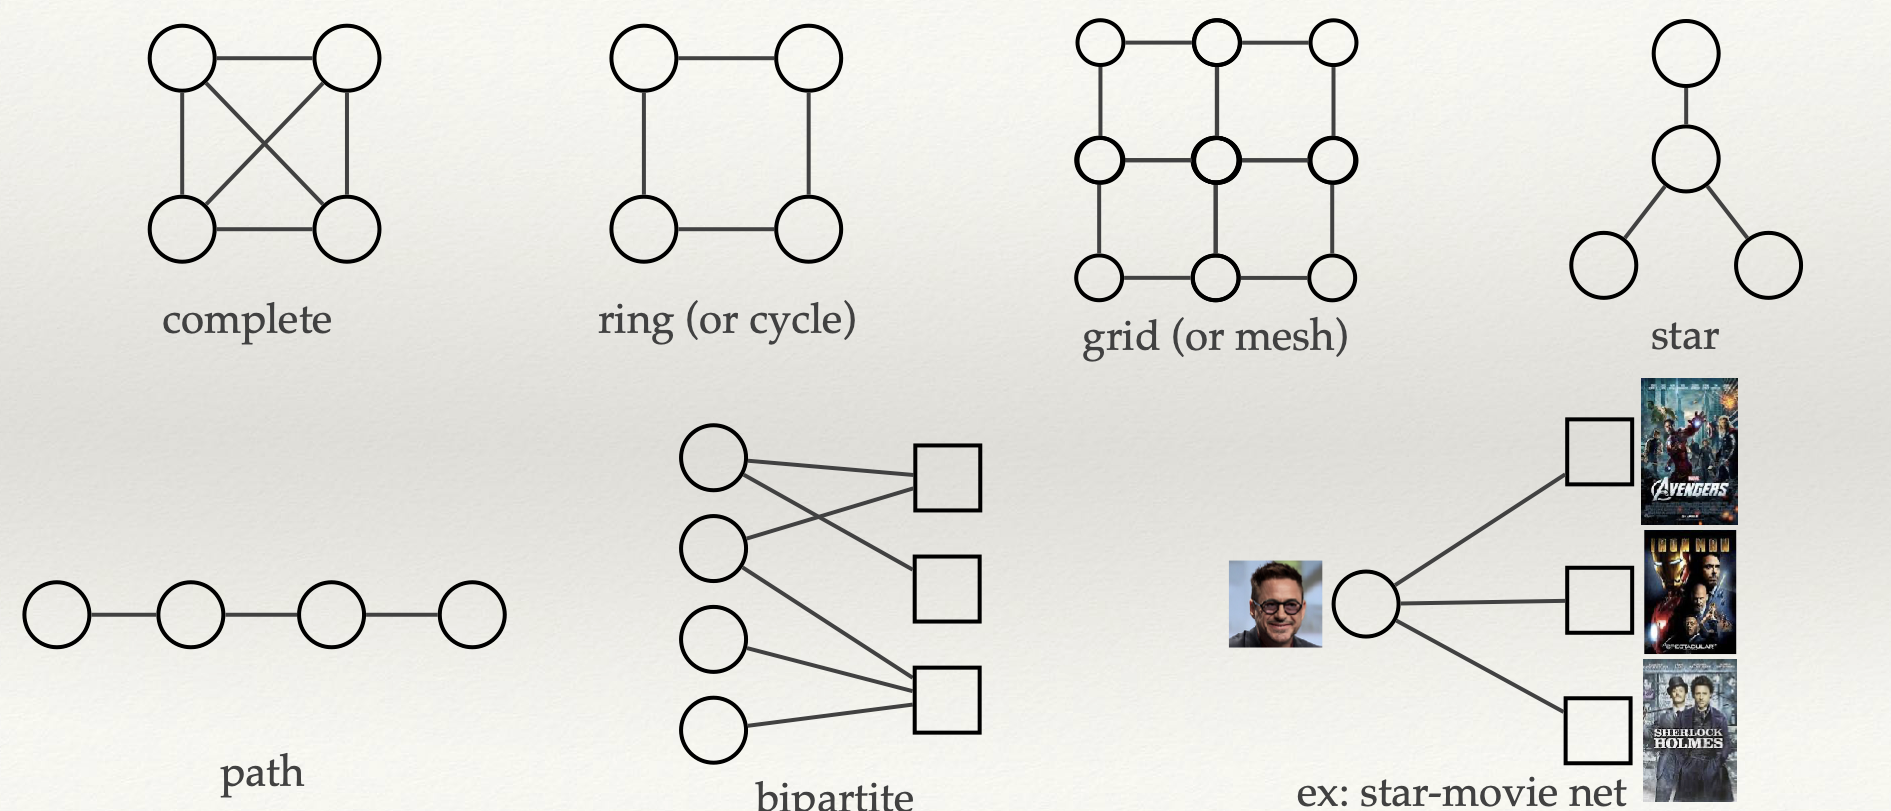 complete
ring (or cycle)
grid (or mesh)
star
AVENGERS
IRON MAN
"SPECTACULAR"
SHERLOCK
HOLMES
path
bipartite
ex: star-movie net